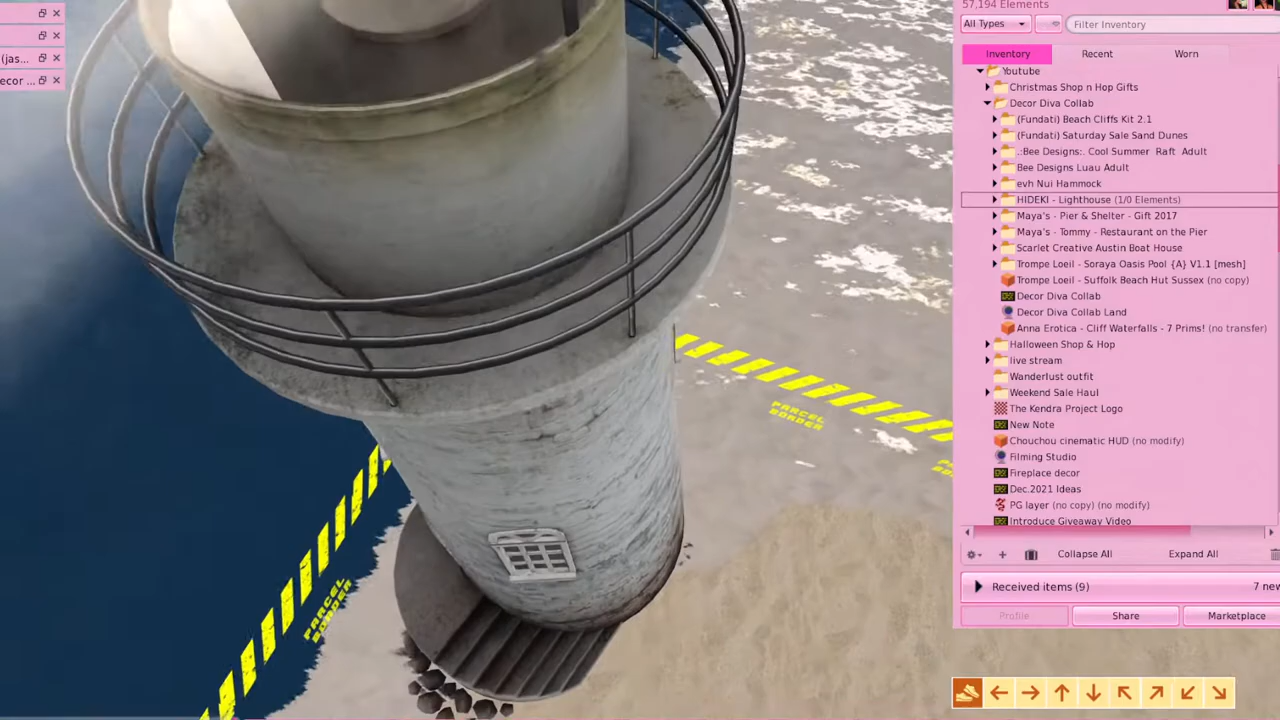 (jas...
ecor ...
PARCEL
BORDER
PARCEL
BORDER
57,194 Elements
All Types
Filter Inventory
Inventory
Recent
Worn
Youtube
Christmas Shop n Hop Gifts
Decor Diva Collab
(Fundati) Beach Cliffs Kit 2.1
(Fundati) Saturday Sale Sand Dunes
.:Bee Designs:. Cool Summer Raft Adult
Bee Designs Luau Adult
evh Nui Hammock
HIDEKI - Lighthouse (1/0 Elements)
Maya's - Pier & Shelter - Gift 2017
Maya's - Tommy - Restaurant on the Pier
Scarlet Creative Austin Boat House
Trompe Loeil - Soraya Oasis Pool {A} V1.1 [mesh]
Trompe Loeil - Suffolk Beach Hut Sussex (no copy)
Decor Diva Collab
Decor Diva Collab Land
Anna Erotica - Cliff Waterfalls - 7 Prims! (no transfer)
Halloween Shop & Hop
live stream
Wanderlust outfit
Weekend Sale Haul
The Kendra Project Logo
New Note
Chouchou cinematic HUD (no modify)
Filming Studio
Fireplace decor
Dec.2021 Ideas
PG layer (no copy) (no modify)
Introduce Giveaway Video
Collapse All
Expand All
Received items (9)
7 new
Profile
Share
Marketplace